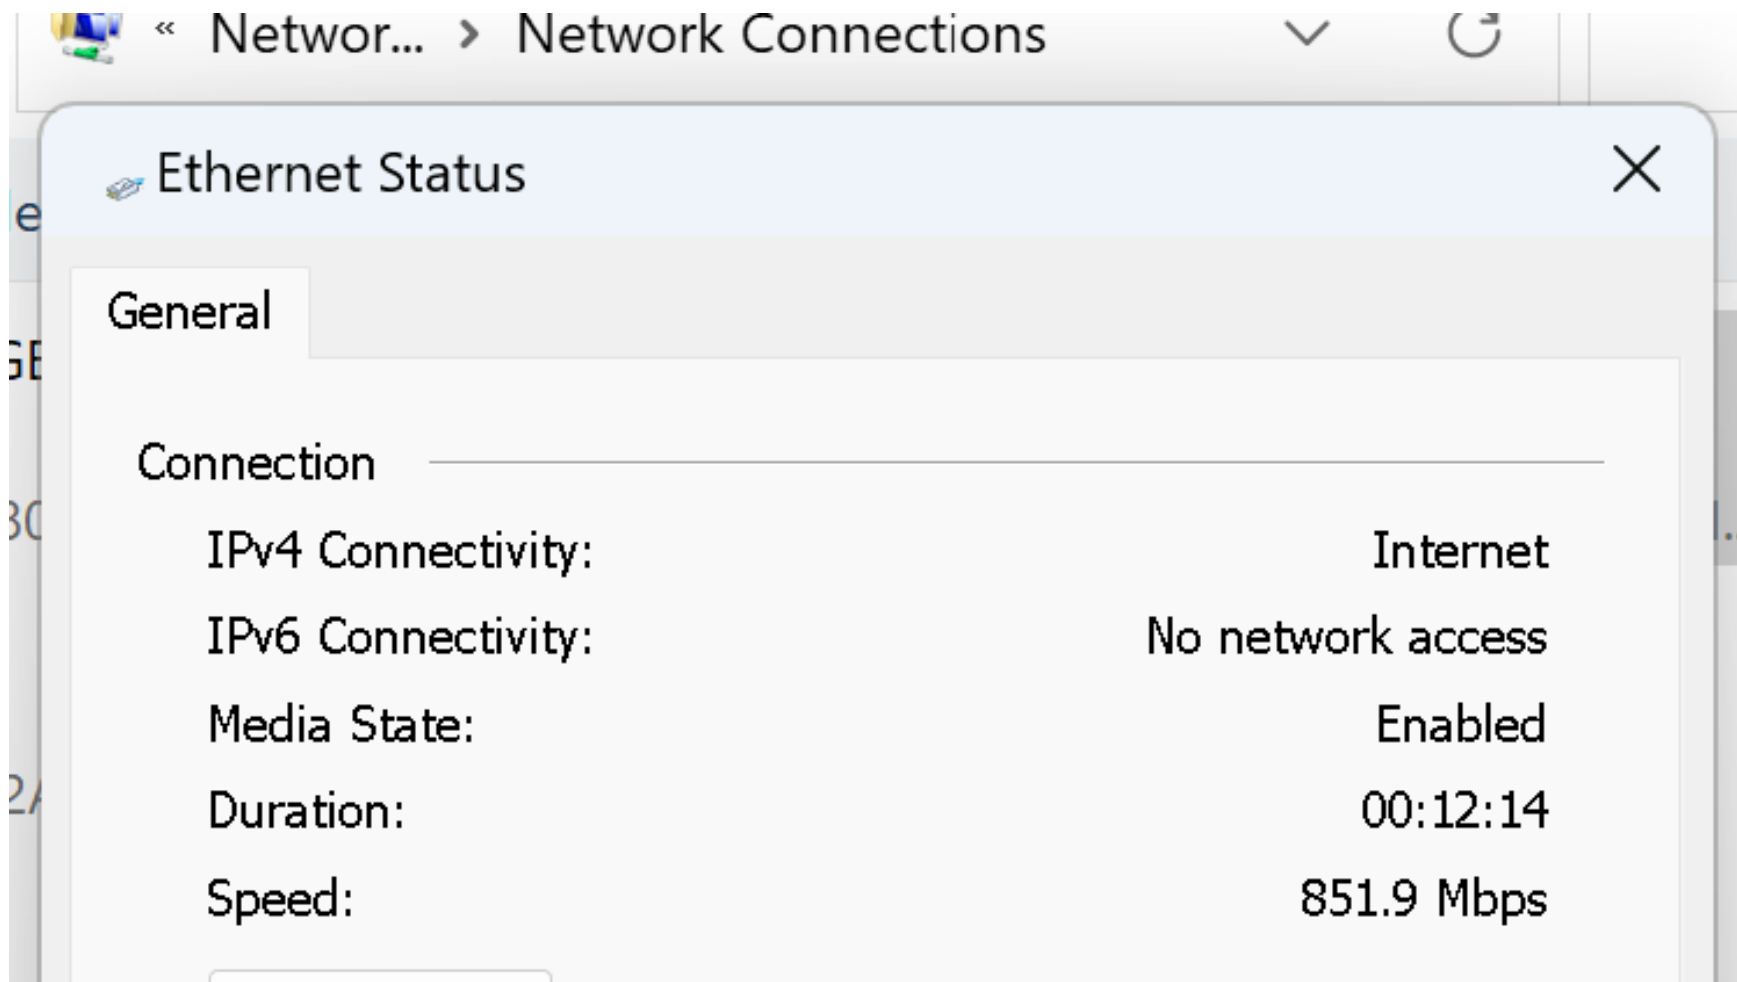 « Networ... > Network Connections
Ethernet Status
General
Connection
IPv4 Connectivity: Internet
IPv6 Connectivity: No network access
Media State: Enabled
Duration: 00:12:14
Speed: 851.9 Mbps